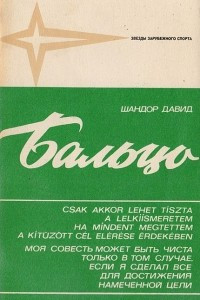 ЗВЕЗДЫ ЗАРУБЕЖНОГО СПОРТА
ШАНДОР ДАВИД
Бальцо
CSAK AKKOR LEHET TISZTA
A LELKIISMERETEM
HA MINDENT MEGTETTEM
A KITŰZÖTT CÉL ELÉRÉSE ÉRDEKÉBEN
МОЯ СОВЕСТЬ МОЖЕТ БЫТЬ ЧИСТА
ТОЛЬКО В ТОМ СЛУЧАЕ,
ЕСЛИ Я СДЕЛАЛ ВСЕ
ДЛЯ ДОСТИЖЕНИЯ
НАМЕЧЕННОЙ ЦЕЛИ